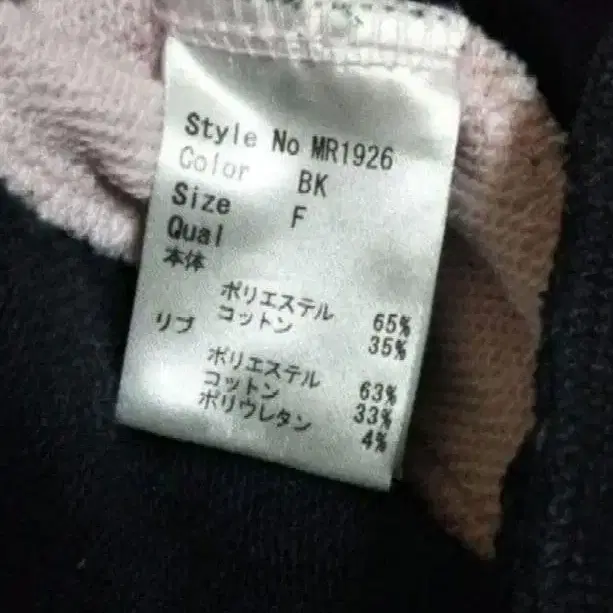 Style No MR1926
Color BK
Size F
Qual
本体
ポリエステル 65%
コットン 35%
リブ
ポリエステル 63%
コットン 33%
ポリウレタン 4%